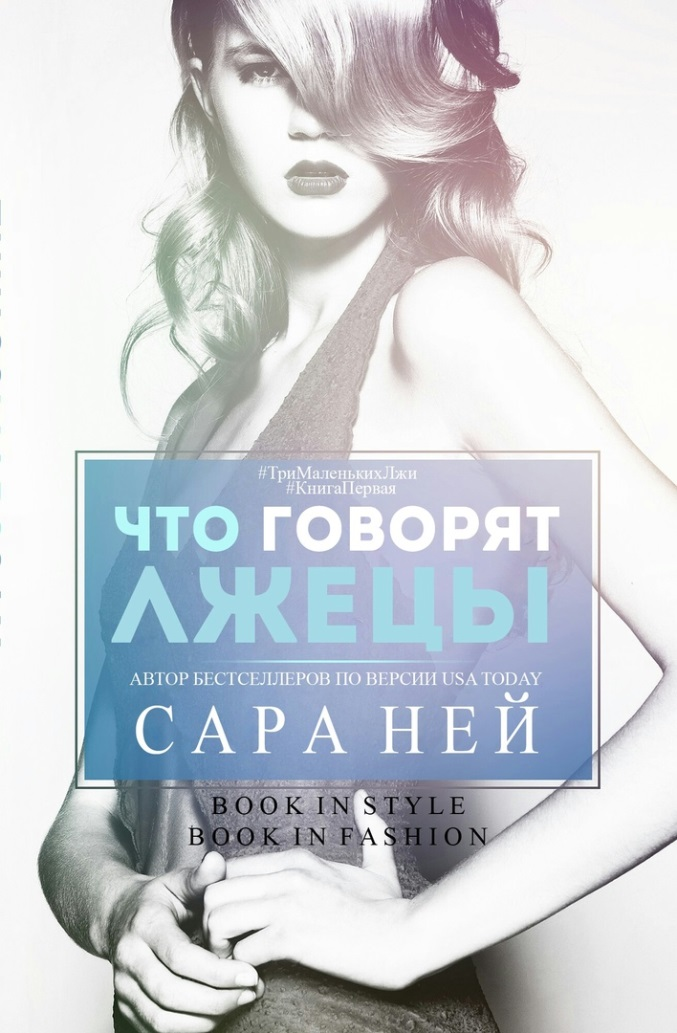 #ТриМаленькихЛжи
#КнигаПервая
ЧТО ГОВОРЯТ
ЛЖЕЦЫ
АВТОР БЕСТСЕЛЛЕРОВ ПО ВЕРСИИ USA TODAY
САРА НЕЙ
BOOK IN STYLE
BOOK IN FASHION